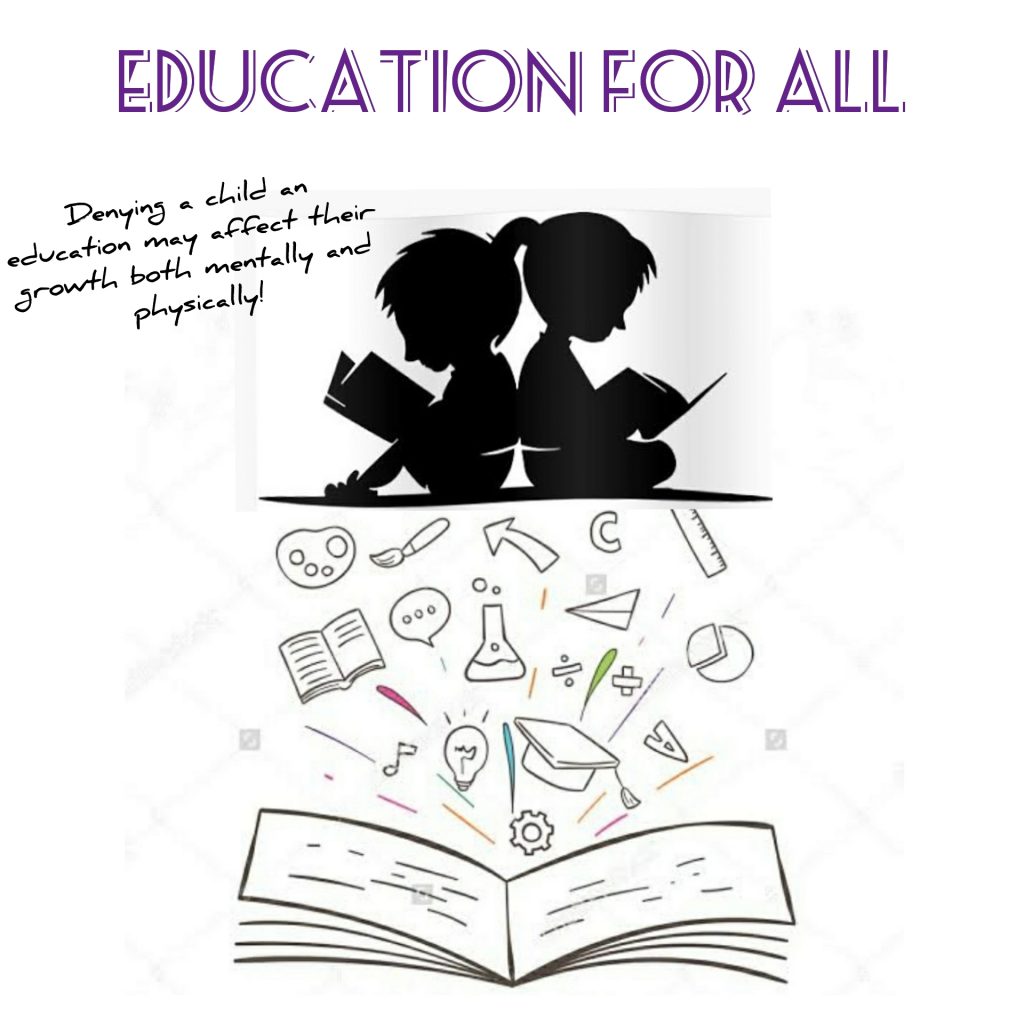 EDUCATION FOR ALL
Denying a child an
education may affect their
growth both mentally and
physically!
C
A